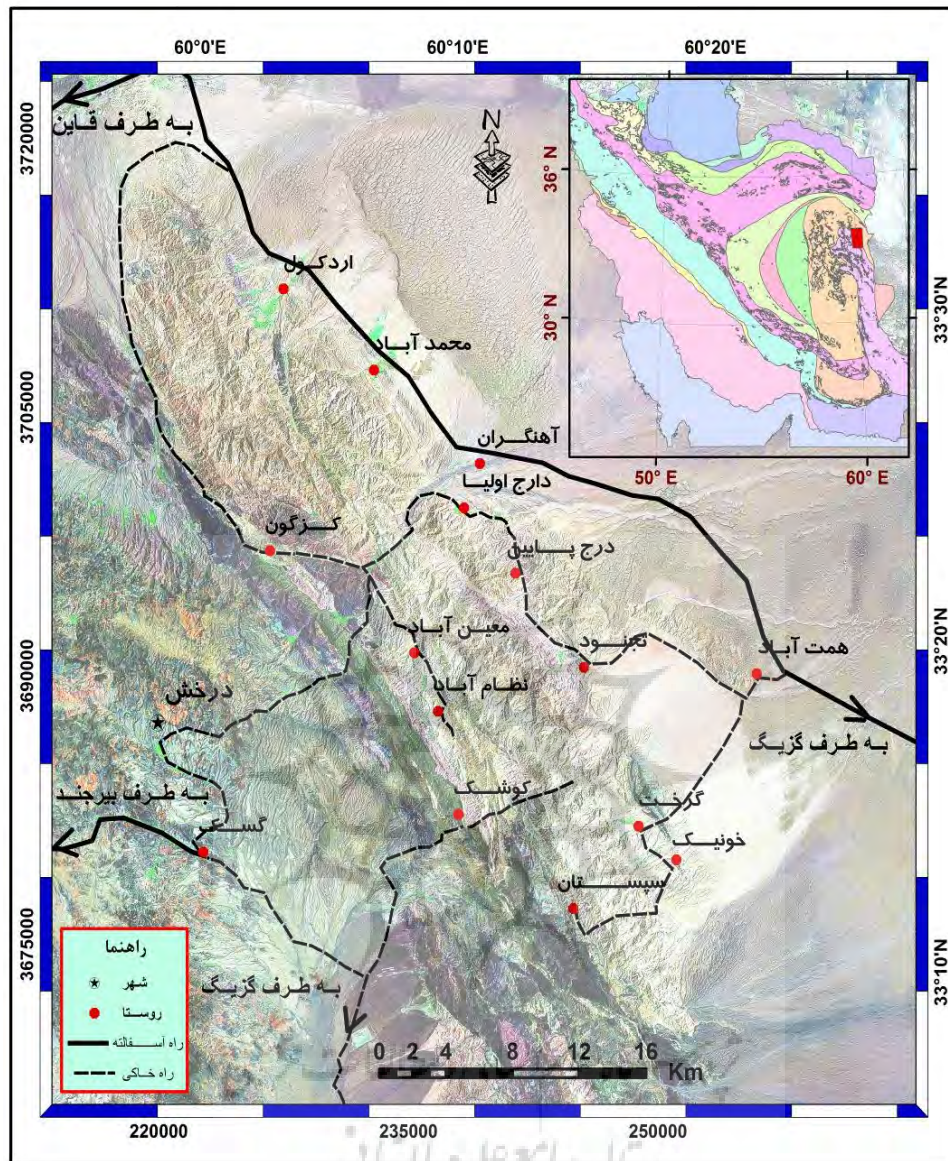 60°0'E
60°10'E
60°20'E
به طرف قاین
N
36° N
30° N
50° E
60° E
3720000
3705000
3690000
3675000
33°30'N
33°20'N
33°10'N
اردکول
محمد آباد
آهنگران
دارج اولیا
کزگون
درج پایین
معین آباد
نجنود
همت آباد
نظام آباد
درخش
به طرف گزیگ
به طرف بیرجند
کوشک
گرخت
گسک
خونیک
سپستان
به طرف گزیگ
راهنما
شهر
روستا
راه آسفالته
راه خاکی
0 2 4 8 12 16
Km
220000
235000
250000